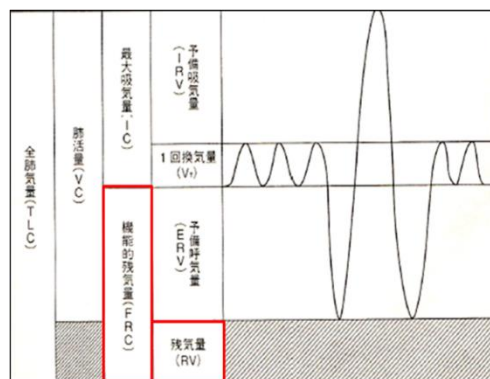 全肺気量(TLC)
肺活量(VC)
最大吸気量(IC)
機能的残気量(FRC)
予備吸気量
(IRV)
1回換気量
(V₁)
予備呼気量
(ERV)
残気量
(RV)